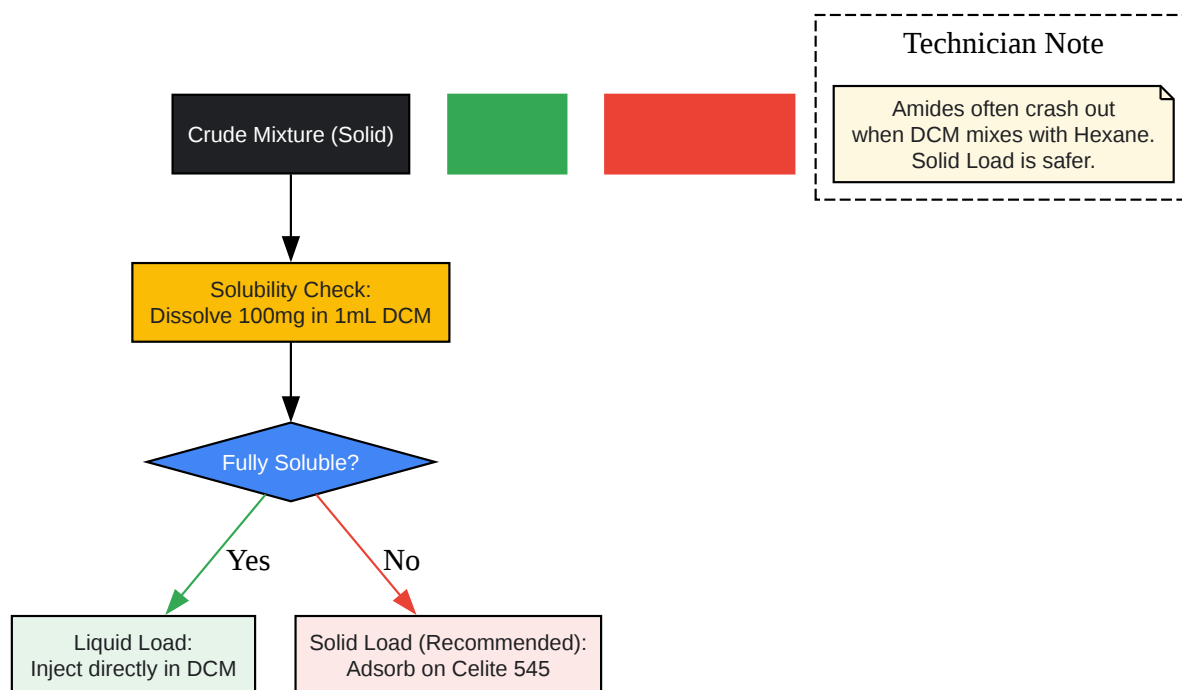 Technician Note
Crude Mixture (Solid)
Amides often crash out
when DCM mixes with Hexane.
Solid Load is safer.
Solubility Check:
Dissolve 100mg in 1mL DCM
Fully Soluble?
Yes
No
Liquid Load:
Inject directly in DCM
Solid Load (Recommended):
Adsorb on Celite 545